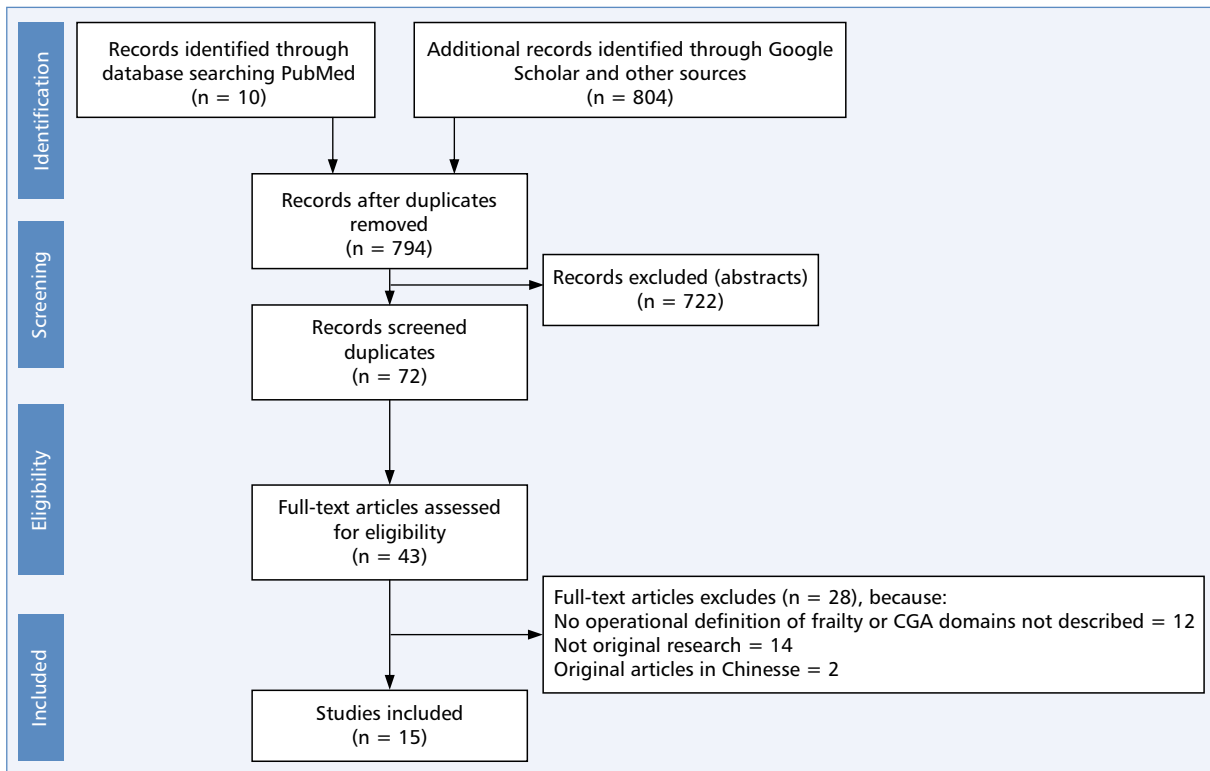 Identification
Records identified through
database searching PubMed
(n = 10)
Additional records identified through Google
Scholar and other sources
(n = 804)
Records after duplicates
removed
(n = 794)
Screening
Records excluded (abstracts)
(n = 722)
Records screened
duplicates
(n = 72)
Eligibility
Full-text articles assessed
for eligibility
(n = 43)
Full-text articles excludes (n = 28), because:
No operational definition of frailty or CGA domains not described = 12
Not original research = 14
Original articles in Chinesse = 2
Included
Studies included
(n = 15)